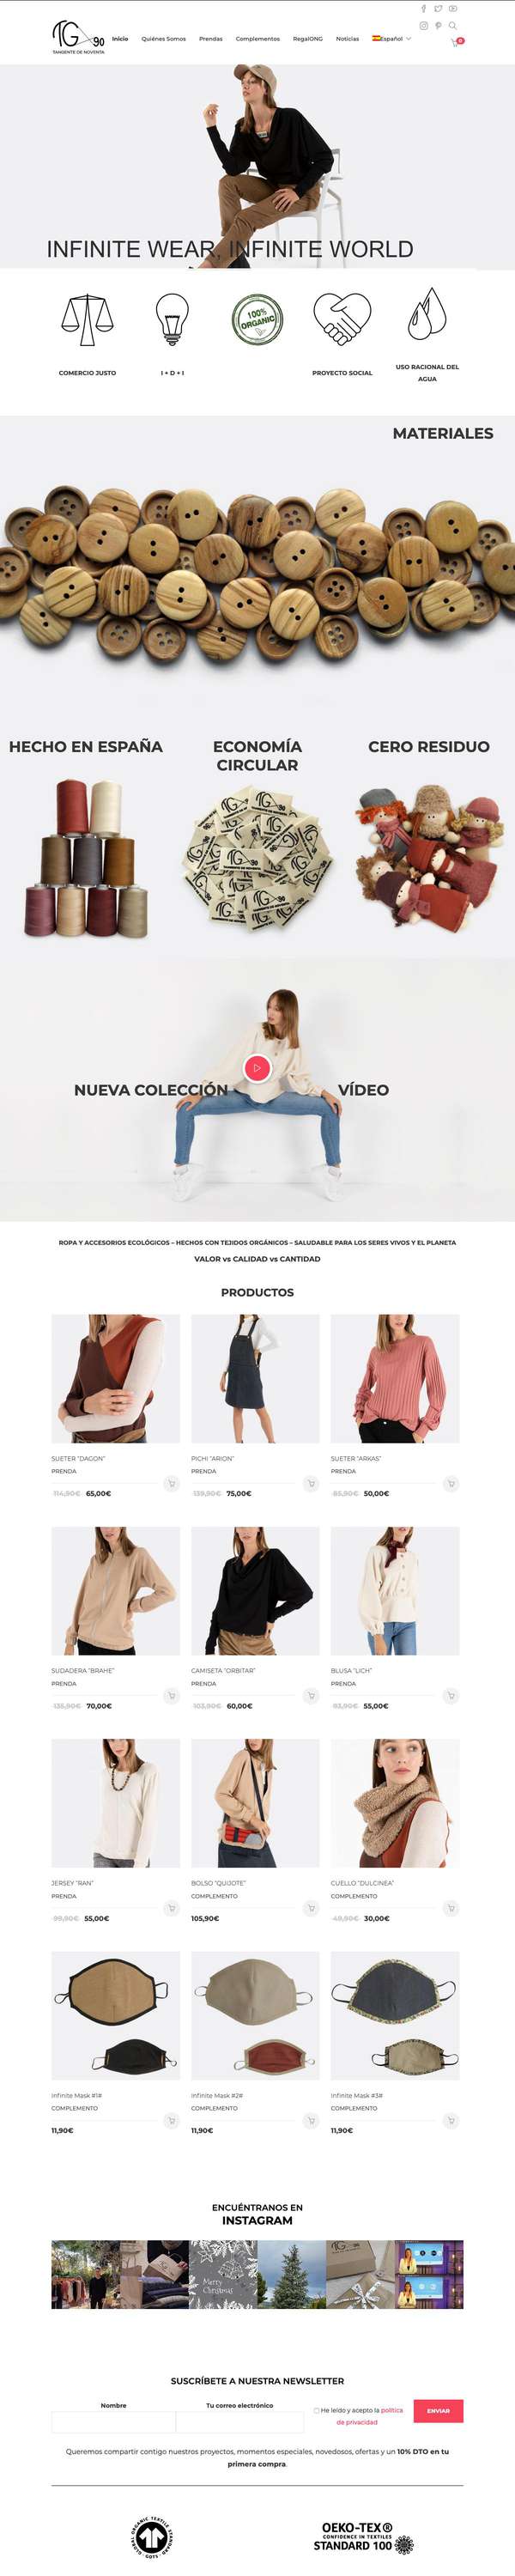 TG 90
TANGENTE DE NOVENTA
Inicio Quiénes Somos Prendas Complementos RegalONG Noticias Español
0
INFINITE WEAR, INFINITE WORLD
100% ORGANIC
COMERCIO JUSTO
I + D + I
PROYECTO SOCIAL
USO RACIONAL DEL
AGUA
MATERIALES
HECHO EN ESPAÑA
ECONOMÍA
CIRCULAR
CERO RESIDUO
NUEVA COLECCIÓN VÍDEO
ROPA Y ACCESORIOS ECOLÓGICOS – HECHOS CON TEJIDOS ORGÁNICOS – SALUDABLE PARA LOS SERES VIVOS Y EL PLANETA
VALOR vs CALIDAD vs CANTIDAD
PRODUCTOS
SUETER "DAGON"
PRENDA
114,90€ 65,00€
PICHI "ARION"
PRENDA
139,90€ 75,00€
SUETER "ARKAS"
PRENDA
85,90€ 50,00€
SUDADERA "BRAHE"
PRENDA
135,90€ 70,00€
CAMISETA "ORBITAR"
PRENDA
103,90€ 60,00€
BLUSA "LICH"
PRENDA
93,90€ 55,00€
JERSEY "RAN"
PRENDA
99,90€ 55,00€
BOLSO "QUIJOTE"
COMPLEMENTO
105,90€
CUELLO "DULCINEA"
COMPLEMENTO
48,90€ 30,00€
Infinite Mask #1#
COMPLEMENTO
11,90€
Infinite Mask #2#
COMPLEMENTO
11,90€
Infinite Mask #3#
COMPLEMENTO
11,90€
ENCUÉNTRANOS EN
INSTAGRAM
Merry
Christmas
SUSCRÍBETE A NUESTRA NEWSLETTER
Nombre
Tu correo electrónico
He leído y acepto la política
de privacidad
ENVIAR
Queremos compartir contigo nuestros proyectos, momentos especiales, novedosos, ofertas y un 10% DTO en tu
primera compra.
ORGANIC TEXTILE STANDARD GOTS
OEKO-TEX®
CONFIDENCE IN TEXTILES
STANDARD 100